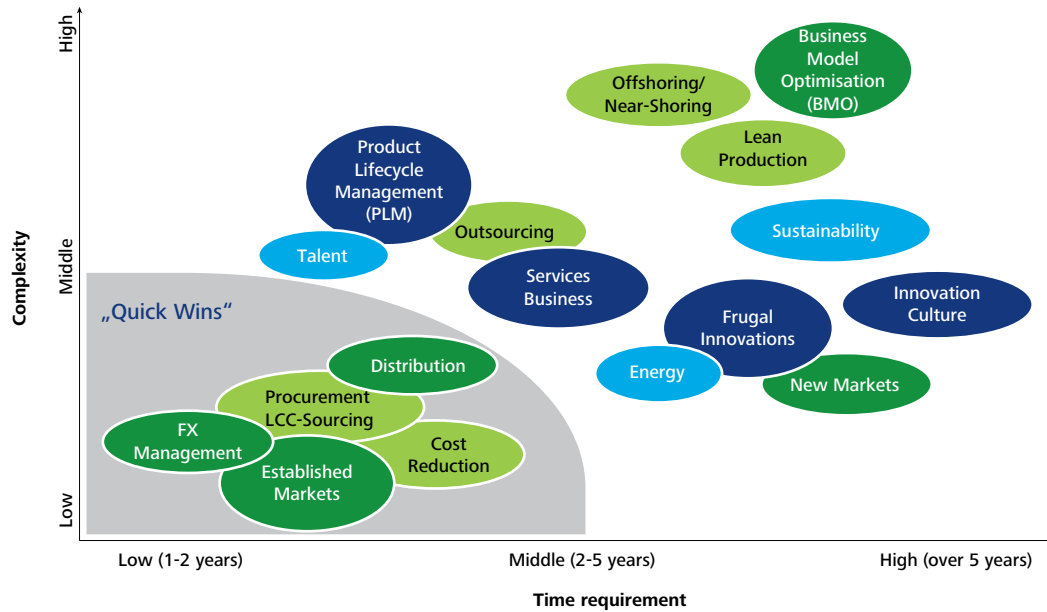 High
Business
Model
Optimisation
(BMO)
Offshoring/
Near-Shoring
Lean
Production
Product
Lifecycle
Management
(PLM)
Outsourcing
Sustainability
Talent
Complexity
Middle
Services
Business
Innovation
Culture
„Quick Wins“
Frugal
Innovations
Distribution
Energy
New Markets
Procurement
LCC-Sourcing
FX
Management
Cost
Reduction
Established
Markets
Low
Low (1-2 years)
Middle (2-5 years)
High (over 5 years)
Time requirement